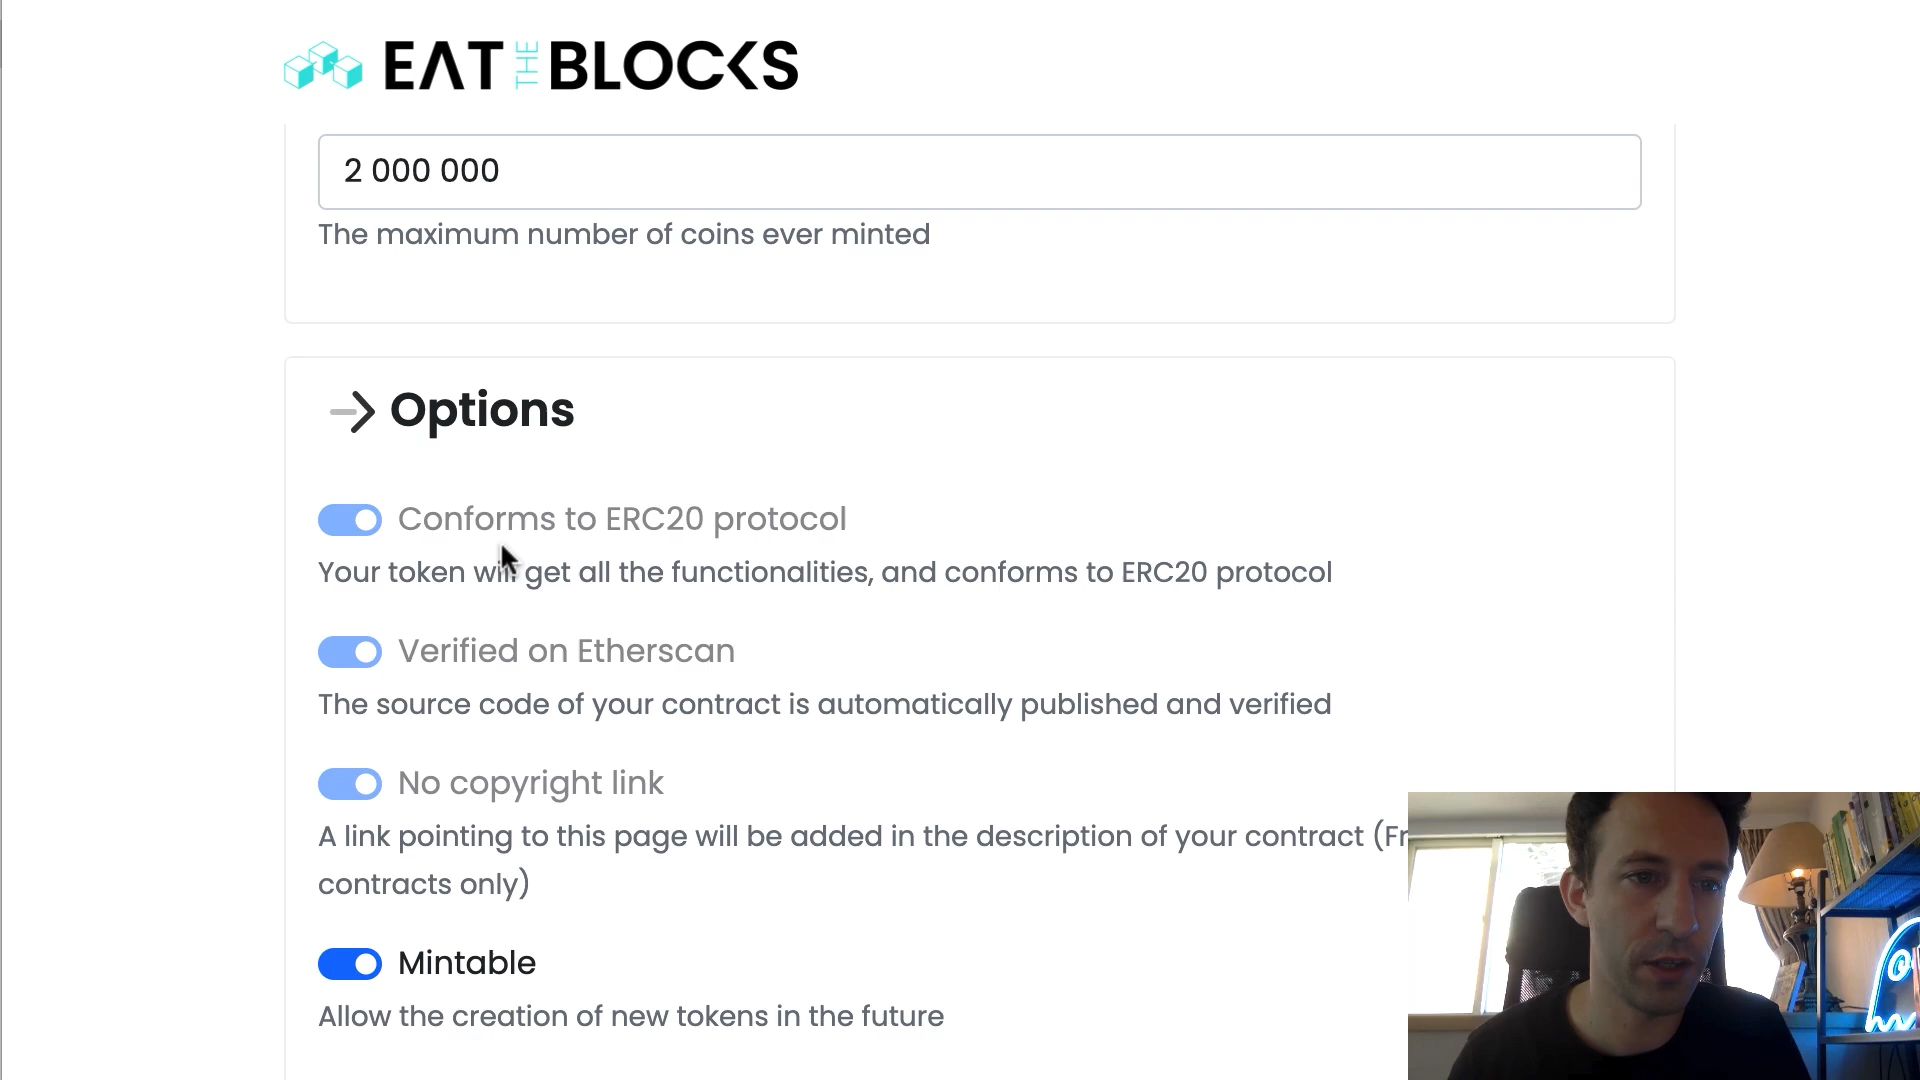 EAT THE BLOCKS
2 000 000
The maximum number of coins ever minted
Options
Conforms to ERC20 protocol
Your token will get all the functionalities, and conforms to ERC20 protocol
Verified on Etherscan
The source code of your contract is automatically published and verified
No copyright link
A link pointing to this page will be added in the description of your contract (Fr
contracts only)
Mintable
Allow the creation of new tokens in the future